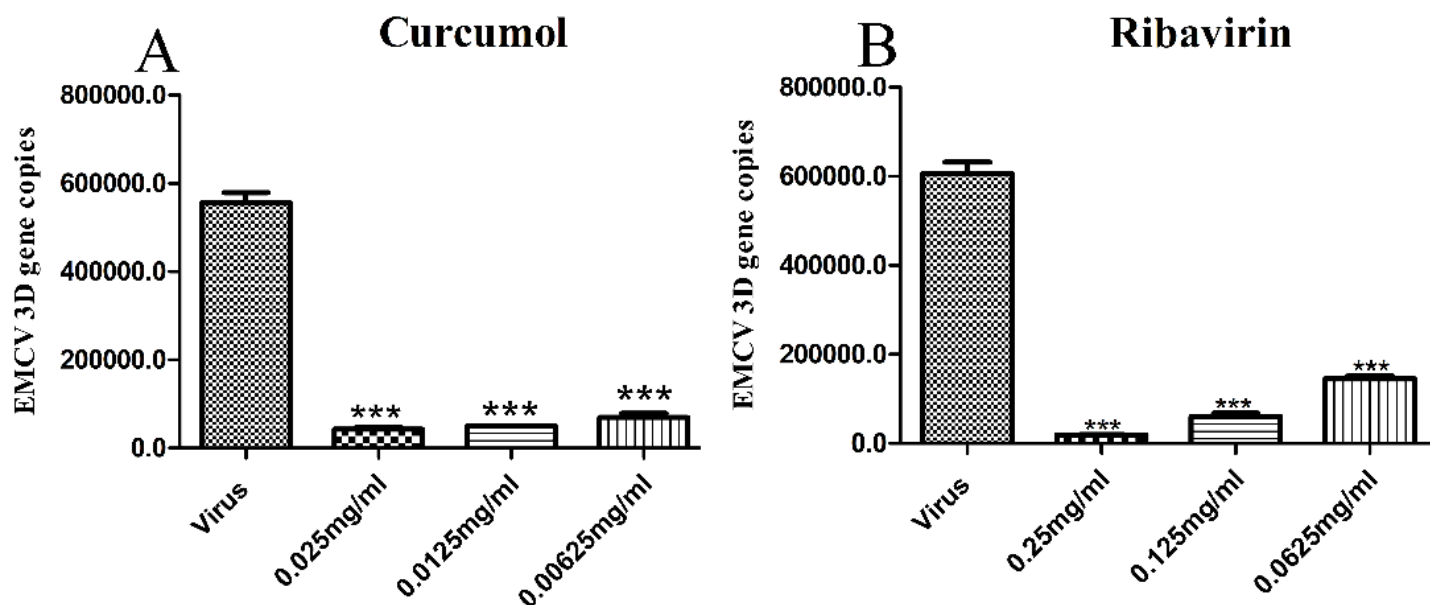 A
Curcumol
EMCV 3D gene copies
800000.0
600000.0
400000.0
200000.0
0.0
***
***
***
Virus
0.025mg/ml
0.0125mg/ml
0.00625mg/ml
B
Ribavirin
EMCV 3D gene copies
800000.0
600000.0
400000.0
200000.0
0.0
***
***
***
Virus
0.25mg/ml
0.125mg/ml
0.0625mg/ml